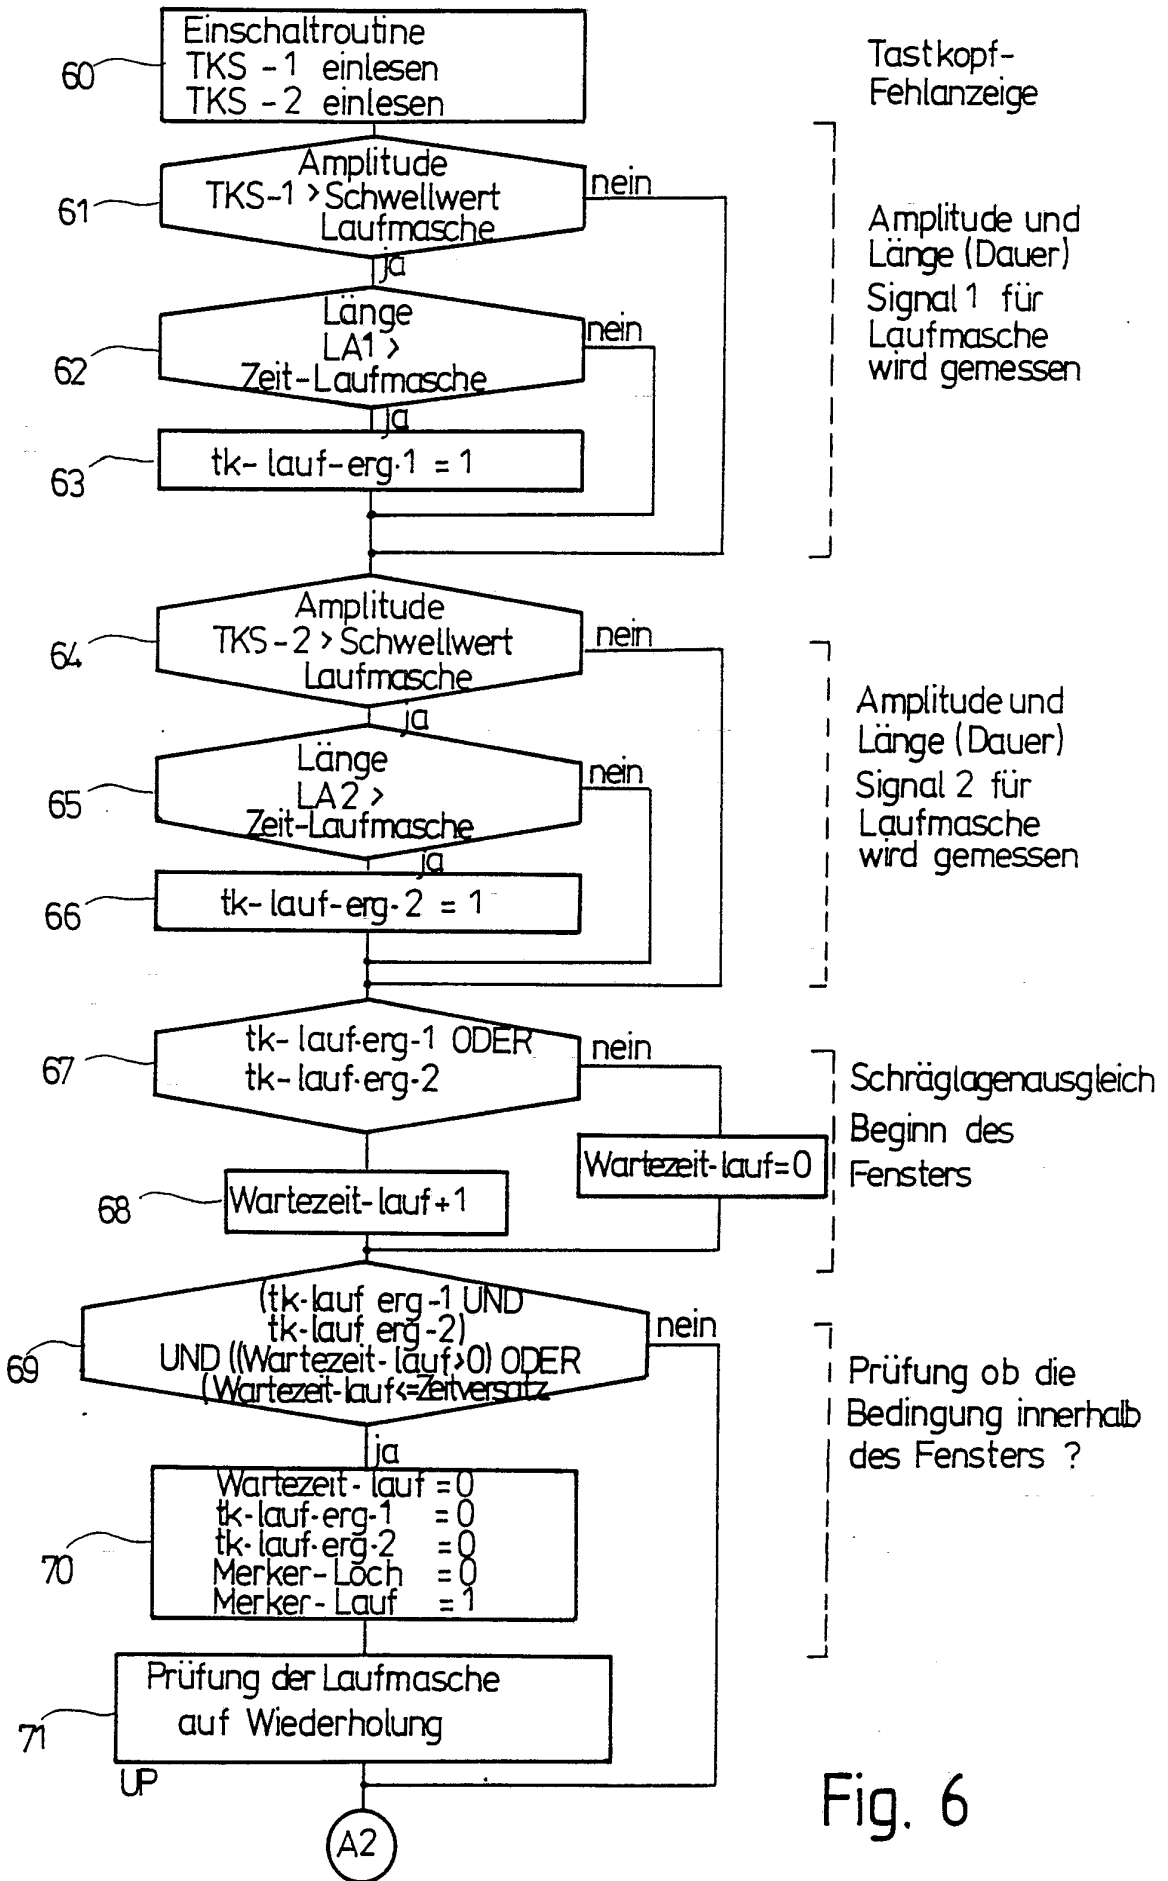 60
Einschaltroutine
TKS - 1 einlesen
TKS - 2 einlesen
Tastkopf-
Fehlanzeige
61
Amplitude
TKS-1 > Schwellwert
Laufmasche
nein
ja
62
Länge
LA1 >
Zeit-Laufmasche
nein
ja
63
tk- lauf-erg·1 = 1
Amplitude und
Länge (Dauer)
Signal 1 für
Laufmasche
wird gemessen
64
Amplitude
TKS-2 > Schwellwert
Laufmasche
nein
ja
65
Länge
LA2 >
Zeit-Laufmasche
nein
ja
66
tk- lauf-erg·2 = 1
Amplitude und
Länge (Dauer)
Signal 2 für
Laufmasche
wird gemessen
67
tk- lauf·erg-1 ODER
tk-lauf·erg·2
nein
68
Wartezeit-lauf+1
Wartezeit-lauf=0
Schräglagenausgleich
Beginn des
Fensters
69
(tk-lauf erg-1 UND
tk-lauf erg-2)
UND ((Wartezeit-lauf>0) ODER
(Wartezeit-lauf<=Zeitversatz
nein
ja
70
Wartezeit-lauf =0
tk-lauf-erg-1 =0
tk-lauf-erg-2 =0
Merker-Loch =0
Merker-Lauf =1
Prüfung ob die
Bedingung innerhalb
des Fensters ?
71
Prüfung der Laufmasche
auf Wiederholung
UP
A2
Fig. 6